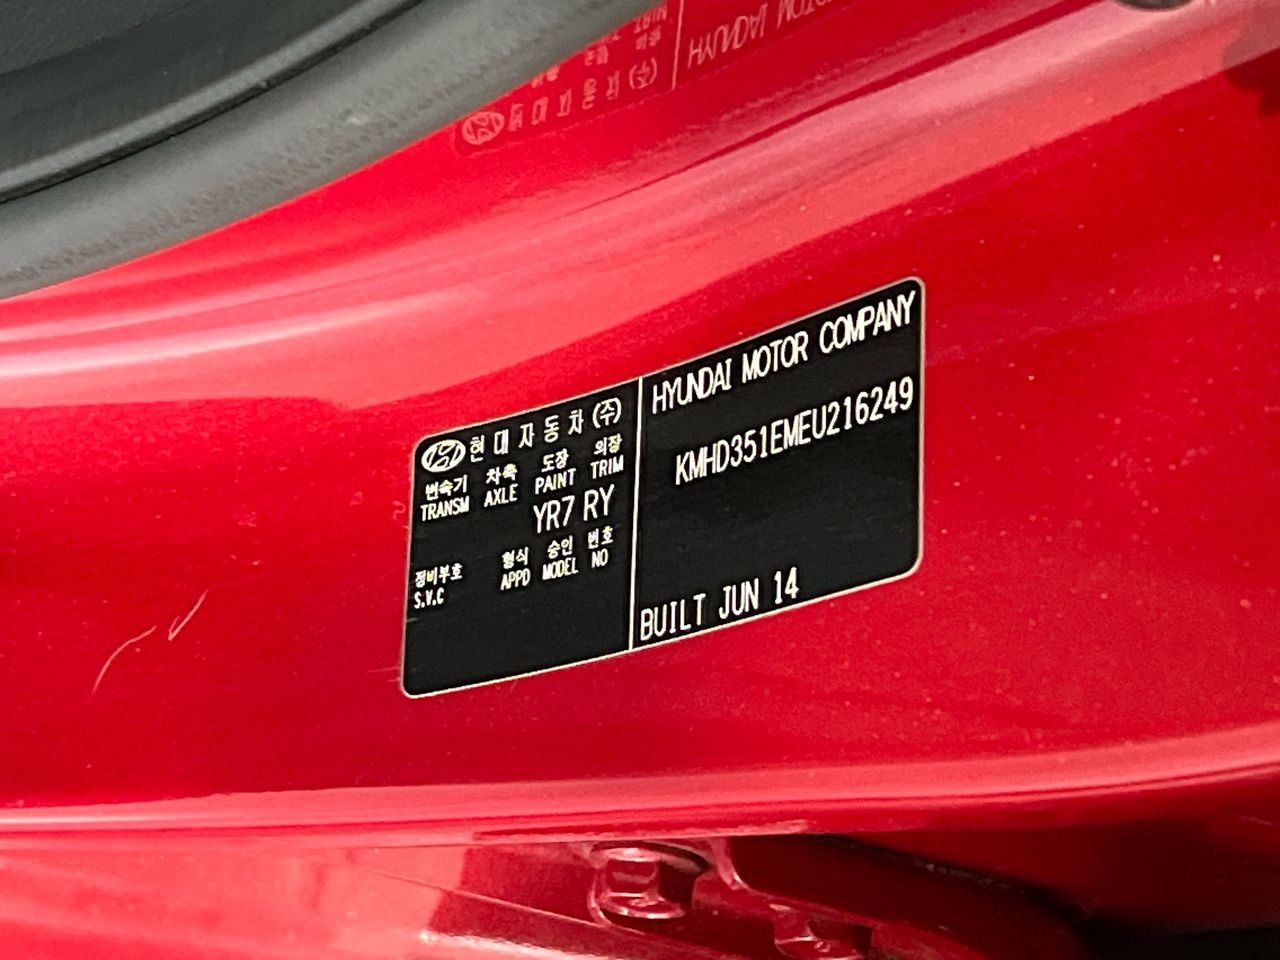 현대자동차(주)
변속기 차축 도장 의장
TRANSM AXLE PAINT TRIM
YR7 RY
정비부호 형식 승인 번호
S.V.C APPD MODEL NO
HYUNDAI MOTOR COMPANY
KMHD351EMEU216249
BUILT JUN 14